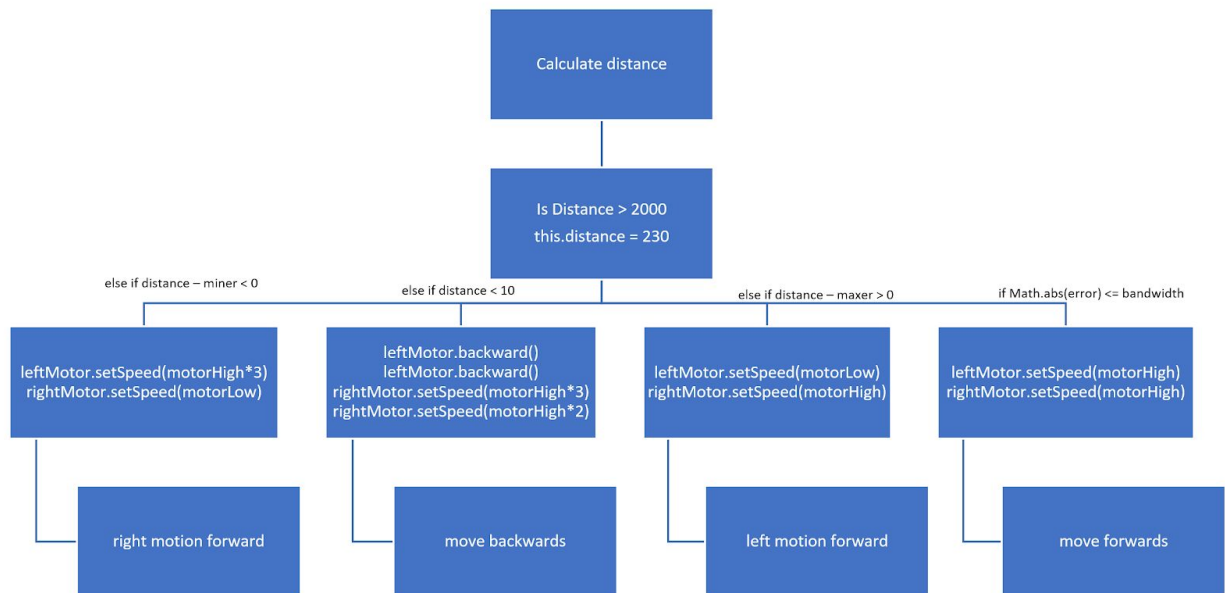 Calculate distance
Is Distance > 2000
this.distance = 230
else if distance – miner < 0
else if distance < 10
else if distance – maxer > 0
if Math.abs(error) <= bandwidth
leftMotor.setSpeed(motorHigh*3)
rightMotor.setSpeed(motorLow)
leftMotor.backward()
leftMotor.backward()
rightMotor.setSpeed(motorHigh*3)
rightMotor.setSpeed(motorHigh*2)
leftMotor.setSpeed(motorLow)
rightMotor.setSpeed(motorHigh)
leftMotor.setSpeed(motorHigh)
rightMotor.setSpeed(motorHigh)
right motion forward
move backwards
left motion forward
move forwards